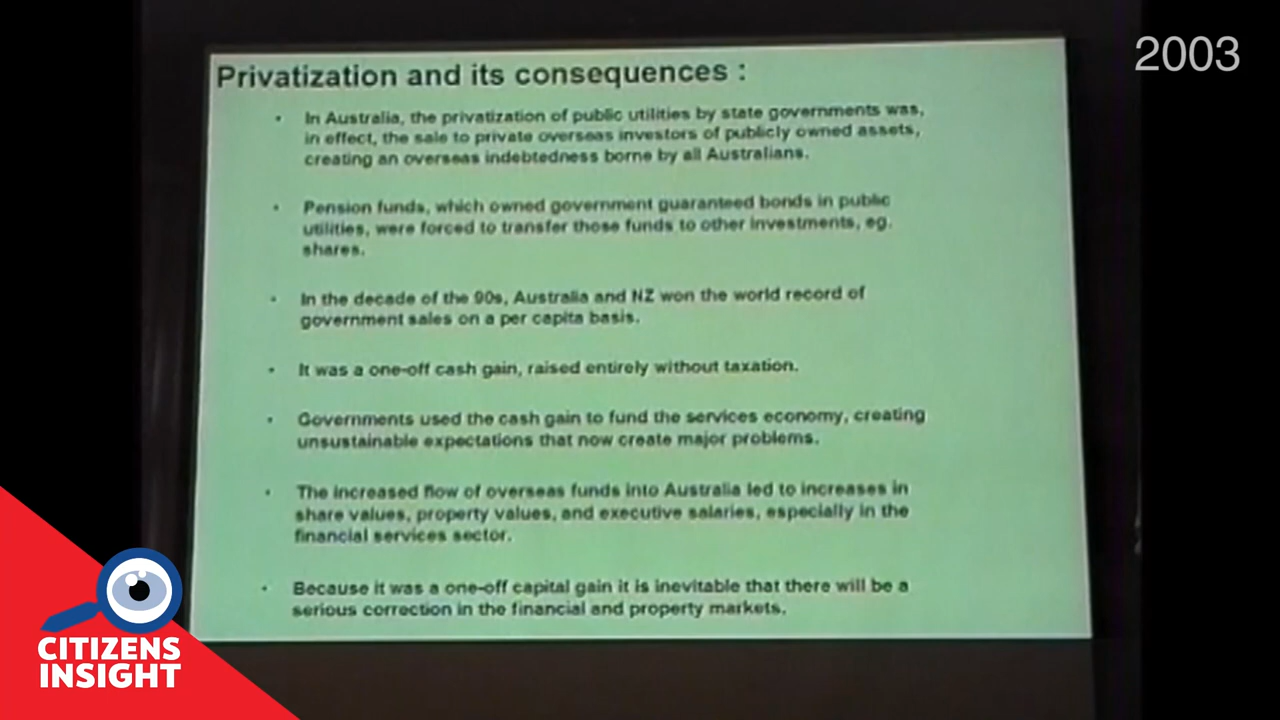 2003
Privatization and its consequences :
• In Australia, the privatization of public utilities by state governments was,
in effect, the sale to private overseas investors of publicly owned assets,
creating an overseas indebtedness borne by all Australians.
• Pension funds, which owned government guaranteed bonds in public
utilities, were forced to transfer those funds to other investments, eg.
shares.
• In the decade of the 90s, Australia and NZ won the world record of
government sales on a per capita basis.
• It was a one-off cash gain, raised entirely without taxation.
• Governments used the cash gain to fund the services economy, creating
unsustainable expectations that now create major problems.
• The increased flow of overseas funds into Australia led to increases in
share values, property values, and executive salaries, especially in the
financial services sector.
• Because it was a one-off capital gain it is inevitable that there will be a
serious correction in the financial and property markets.
CITIZENS
INSIGHT